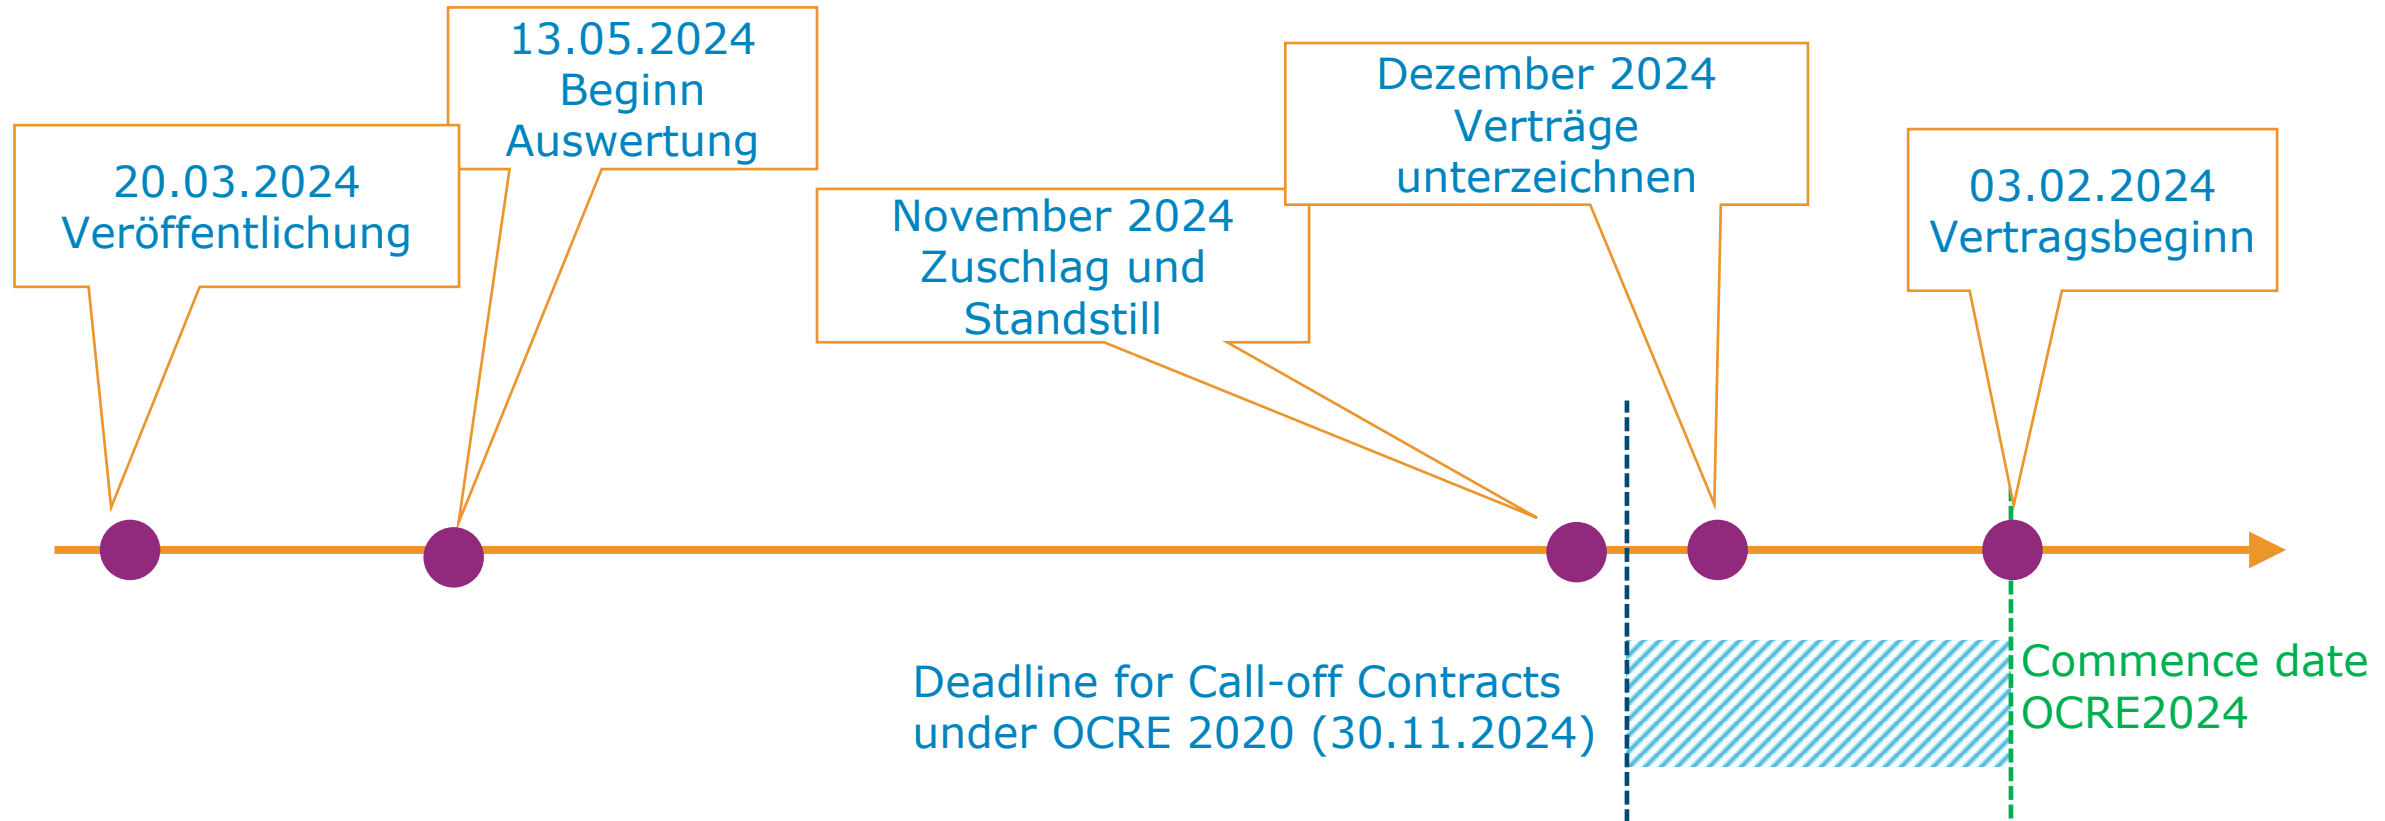 20.03.2024
Veröffentlichung
13.05.2024
Beginn
Auswertung
November 2024
Zuschlag und
Standstill
Dezember 2024
Verträge
unterzeichnen
03.02.2024
Vertragsbeginn
Deadline for Call-off Contracts
under OCRE 2020 (30.11.2024)
Commence date
OCRE2024